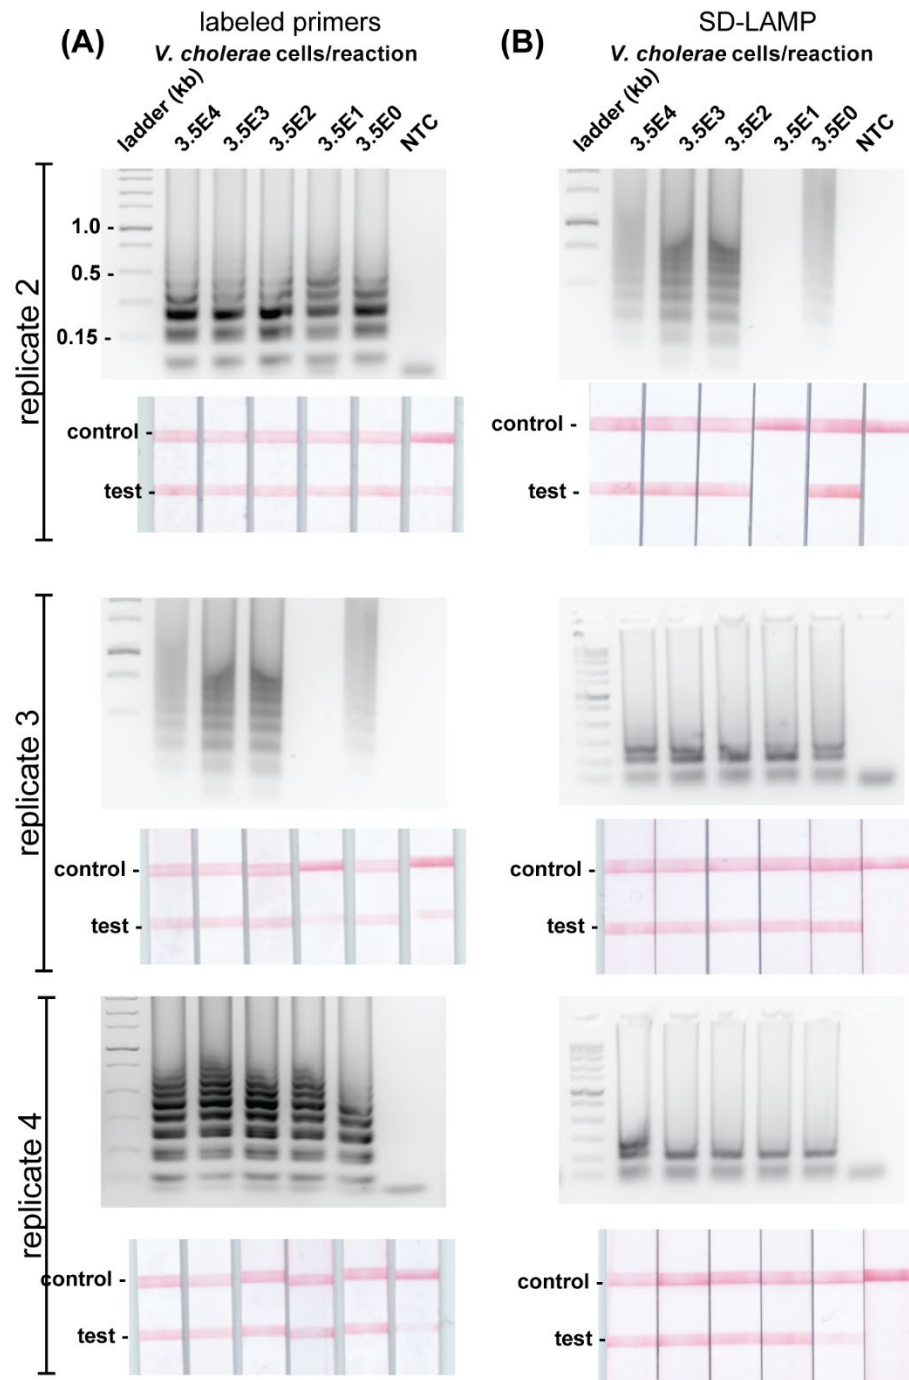 labeled primers
(A)
V. cholerae cells/reaction
ladder (kb)
3.5E4
3.5E3
3.5E2
3.5E1
3.5E0
NTC
SD-LAMP
(B)
V. cholerae cells/reaction
ladder (kb)
3.5E4
3.5E3
3.5E2
3.5E1
3.5E0
NTC
replicate 2
1.0 -
0.5 -
0.15 -
control -
test -
control -
test -
replicate 3
control -
test -
control -
test -
replicate 4
control -
test -
control -
test -